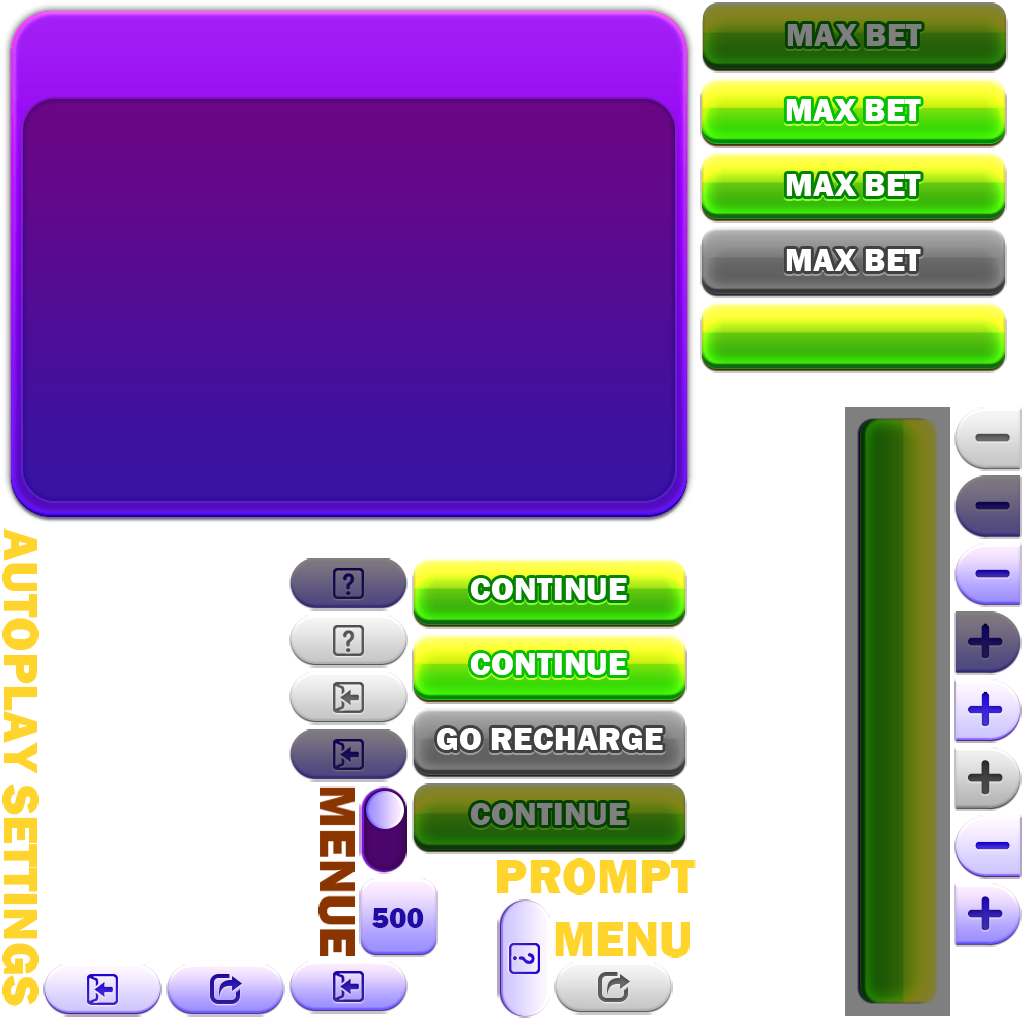 MAX BET
MAX BET
MAX BET
MAX BET
AUTOPLAY SETTINGS
?
CONTINUE
?
CONTINUE
GO RECHARGE
CONTINUE
MENUE
PROMPT
500
MENU
?